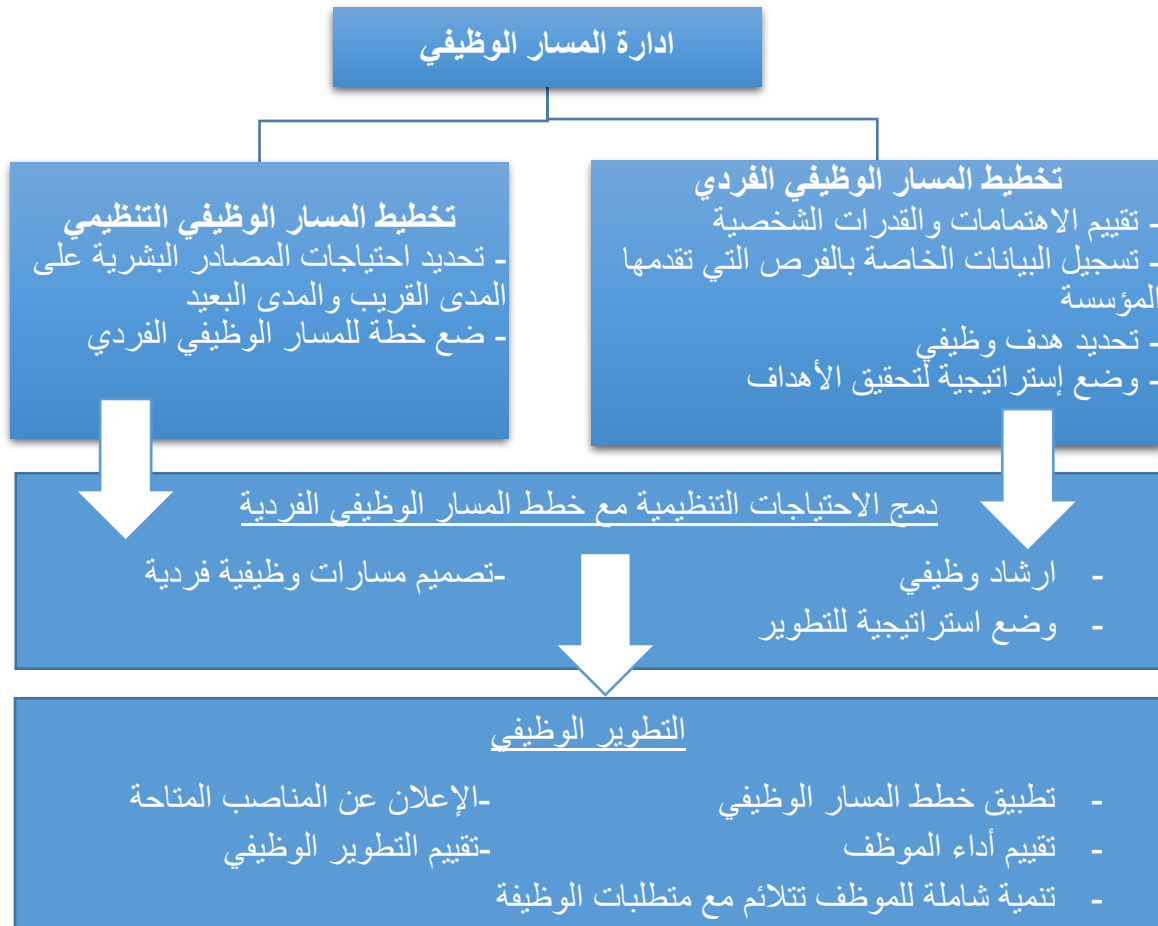 ادارة المسار الوظيفي
تخطيط المسار الوظيفي الفردي
- تقييم الاهتمامات والقدرات الشخصية
- تسجيل البيانات الخاصة بالفرص التي تقدمها
المؤسسة
- تحديد هدف وظيفي
- وضع إستراتيجية لتحقيق الأهداف
تخطيط المسار الوظيفي التنظيمي
- تحديد احتياجات المصادر البشرية على
المدى القريب والمدى البعيد
- ضع خطة للمسار الوظيفي الفردي
دمج الاحتياجات التنظيمية مع خطط المسار الوظيفي الفردية
- ارشاد وظيفي -تصميم مسارات وظيفية فردية
- وضع استراتيجية للتطوير
التطوير الوظيفي
- تطبيق خطط المسار الوظيفي -الإعلان عن المناصب المتاحة
- تقييم أداء الموظف -تقييم التطوير الوظيفي
- تنمية شاملة للموظف تتلائم مع متطلبات الوظيفة